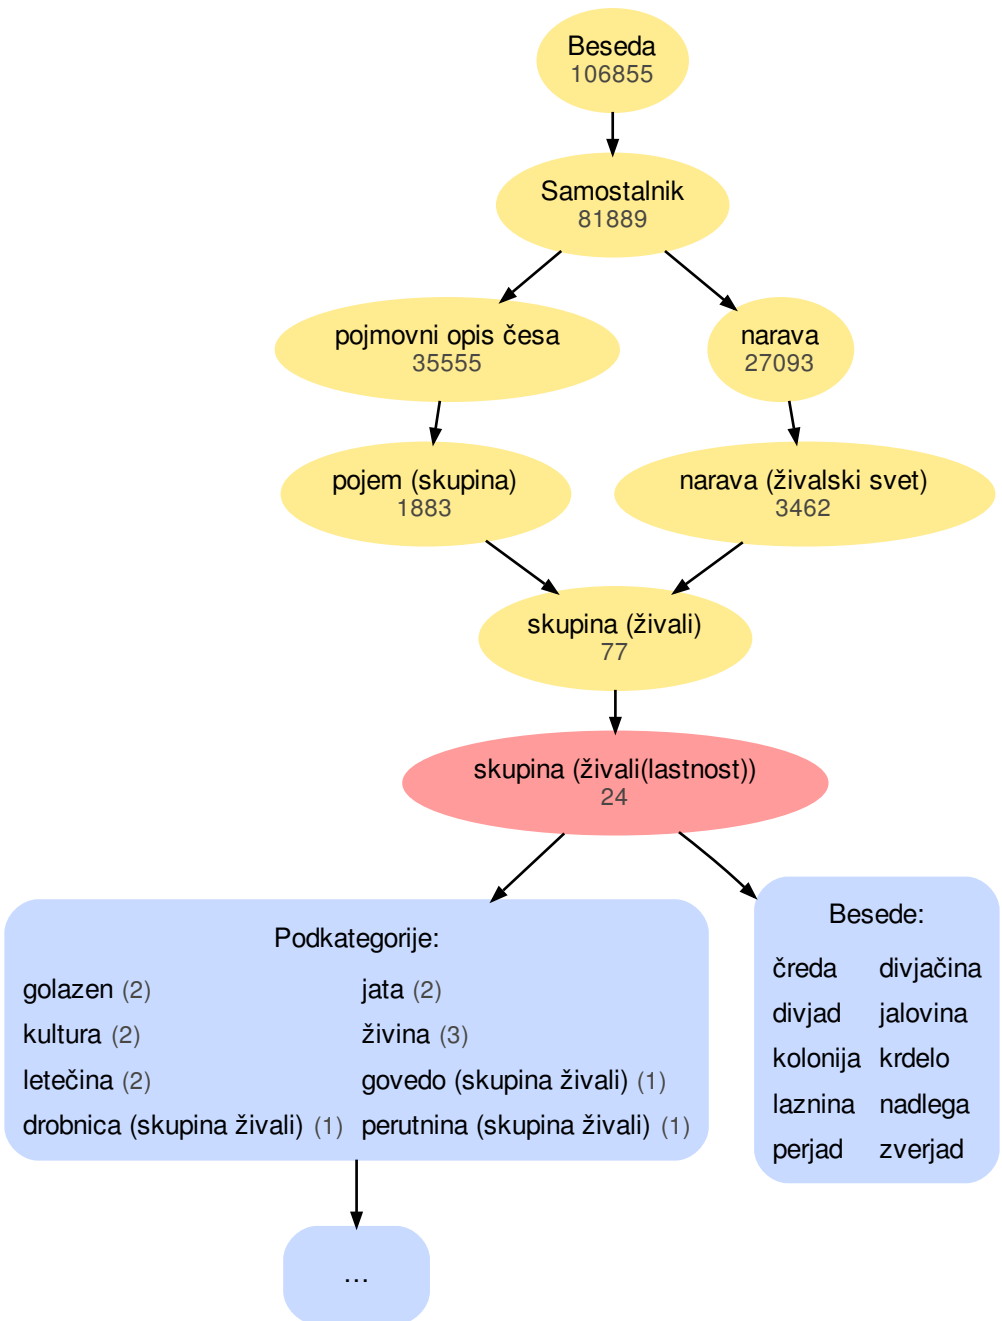 Beseda
106855
Samostalnik
81889
pojmovni opis česa
35555
narava
27093
pojem (skupina)
1883
narava (živalski svet)
3462
skupina (živali)
77
skupina (živali(lastnost))
24
Podkategorije:
golazen (2) jata (2)
kultura (2) živina (3)
letečina (2) govedo (skupina živali) (1)
drobnica (skupina živali) (1) perutnina (skupina živali) (1)
Besede:
čreda divjačina
divjad jalovina
kolonija krdelo
laznina nadlega
perjad zverjad
...